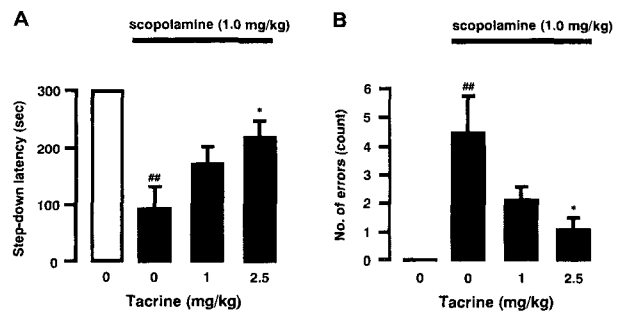 A
scopolamine (1.0 mg/kg)
Step-down latency (sec)
300
200
100
0
##
*
0
0
1
2.5
Tacrine (mg/kg)
B
scopolamine (1.0 mg/kg)
No. of errors (count)
6
5
4
3
2
1
0
##
*
0
0
1
2.5
Tacrine (mg/kg)